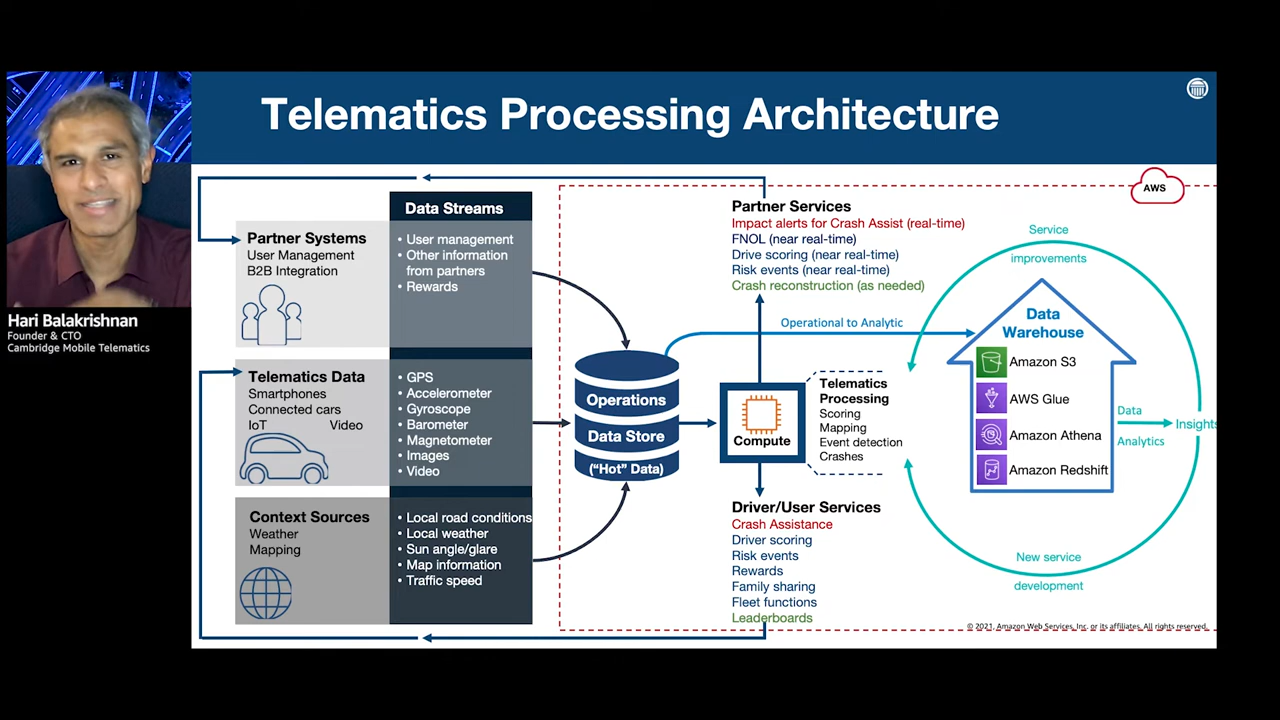 Telematics Processing Architecture
Hari Balakrishnan
Founder & CTO
Cambridge Mobile Telematics
AWS
Partner Systems
User Management
B2B Integration
Telematics Data
Smartphones
Connected cars
IoT Video
Context Sources
Weather
Mapping
Data Streams
• User management
• Other information
from partners
• Rewards
• GPS
• Accelerometer
• Gyroscope
• Barometer
• Magnetometer
• Images
• Video
• Local road conditions
• Local weather
• Sun angle/glare
• Map information
• Traffic speed
Operations
Data Store
("Hot" Data)
Partner Services
Impact alerts for Crash Assist (real-time)
FNOL (near real-time)
Drive scoring (near real-time)
Risk events (near real-time)
Crash reconstruction (as needed)
Operational to Analytic
Compute
Telematics
Processing
Scoring
Mapping
Event detection
Crashes
Driver/User Services
Crash Assistance
Driver scoring
Risk events
Rewards
Family sharing
Fleet functions
Leaderboards
Service
improvements
Data
Warehouse
Amazon S3
AWS Glue
Amazon Athena
Amazon Redshift
Data
Analytics
Insights
New service
development
© 2021, Amazon Web Services, Inc. or its affiliates. All rights reserved.